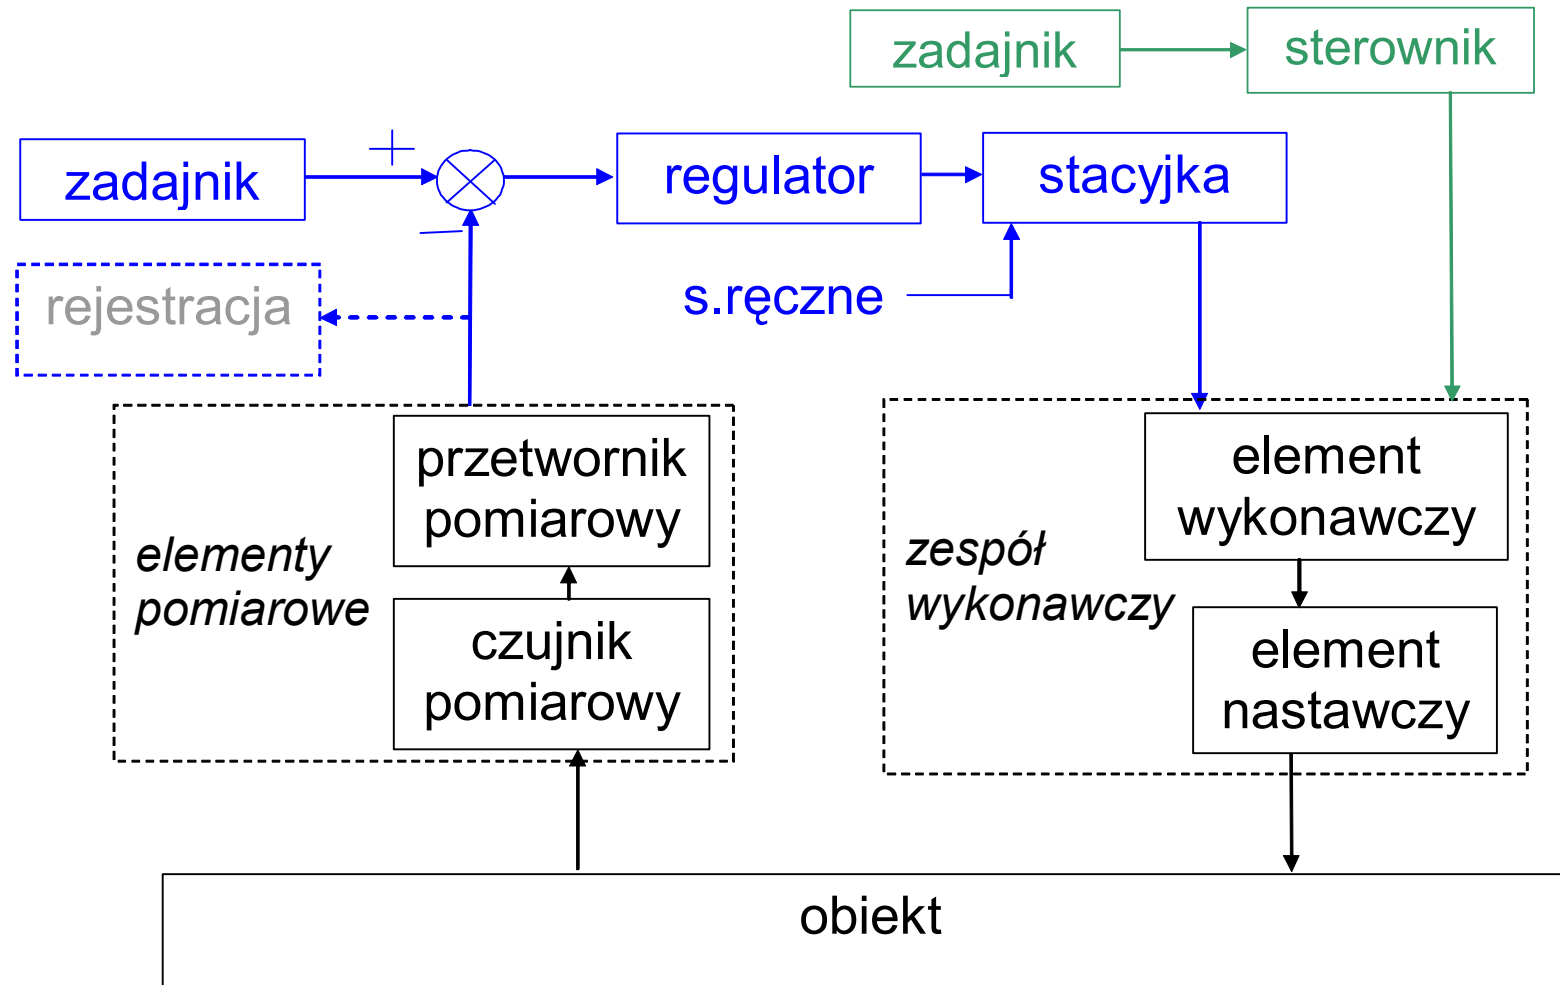 zadajnik
sterownik
+
zadajnik
regulator
stacyjka
–
rejestracja
s.ręczne
przetwornik
pomiarowy
elementy
pomiarowe
czujnik
pomiarowy
element
wykonawczy
zespół
wykonawczy
element
nastawczy
obiekt